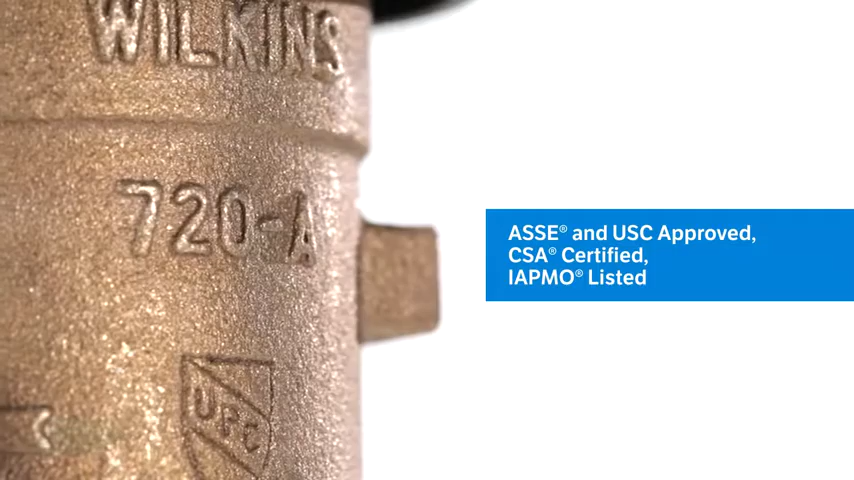 WILKINS
720-A
UPC
ASSE® and USC Approved,
CSA® Certified,
IAPMO® Listed